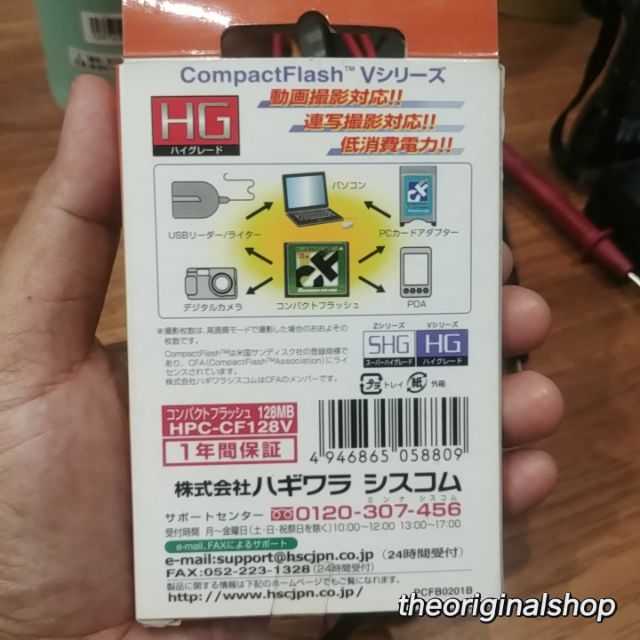 CompactFlash™ Vシリーズ
HG
ハイグレード
動画撮影対応!!
連写撮影対応!!
低消費電力!!
パソコン
USBリーダー/ライター
PCカードアダプター
デジタルカメラ
コンパクトフラッシュ
PDA
※撮影枚数は、高画質モードで撮影した場合のおおよその
枚数です。
CompactFlash™は米国サンディスク社の登録商標で
あり、CFA(CompactFlash™Association)にライ
センスされています。
株式会社ハギワラシスコムはCFAのメンバーです。
Zシリーズ
SHG
スーパーハイグレード
Vシリーズ
HG
ハイグレード
プラ トレイ
紙 外箱
コンパクトフラッシュ 128MB
HPC-CF128V
1年間保証
4 946865 058809
株式会社ハギワラ シスコム
ミンナ シスコム
サポートセンター 0120-307-456
受付時間 月〜金曜日(土・日・祝祭日を除く)10:00〜12:00 13:00〜17:00
e-mail, FAXによるサポート
e-mail:support@hscjpn.co.jp (24時間受付)
FAX:052-223-1328 (24時間受付)
製品に関する情報は下記のホームページでもご覧になれます。
http://www.hscjpn.co.jp/
PCFB0201B
theoriginalshop